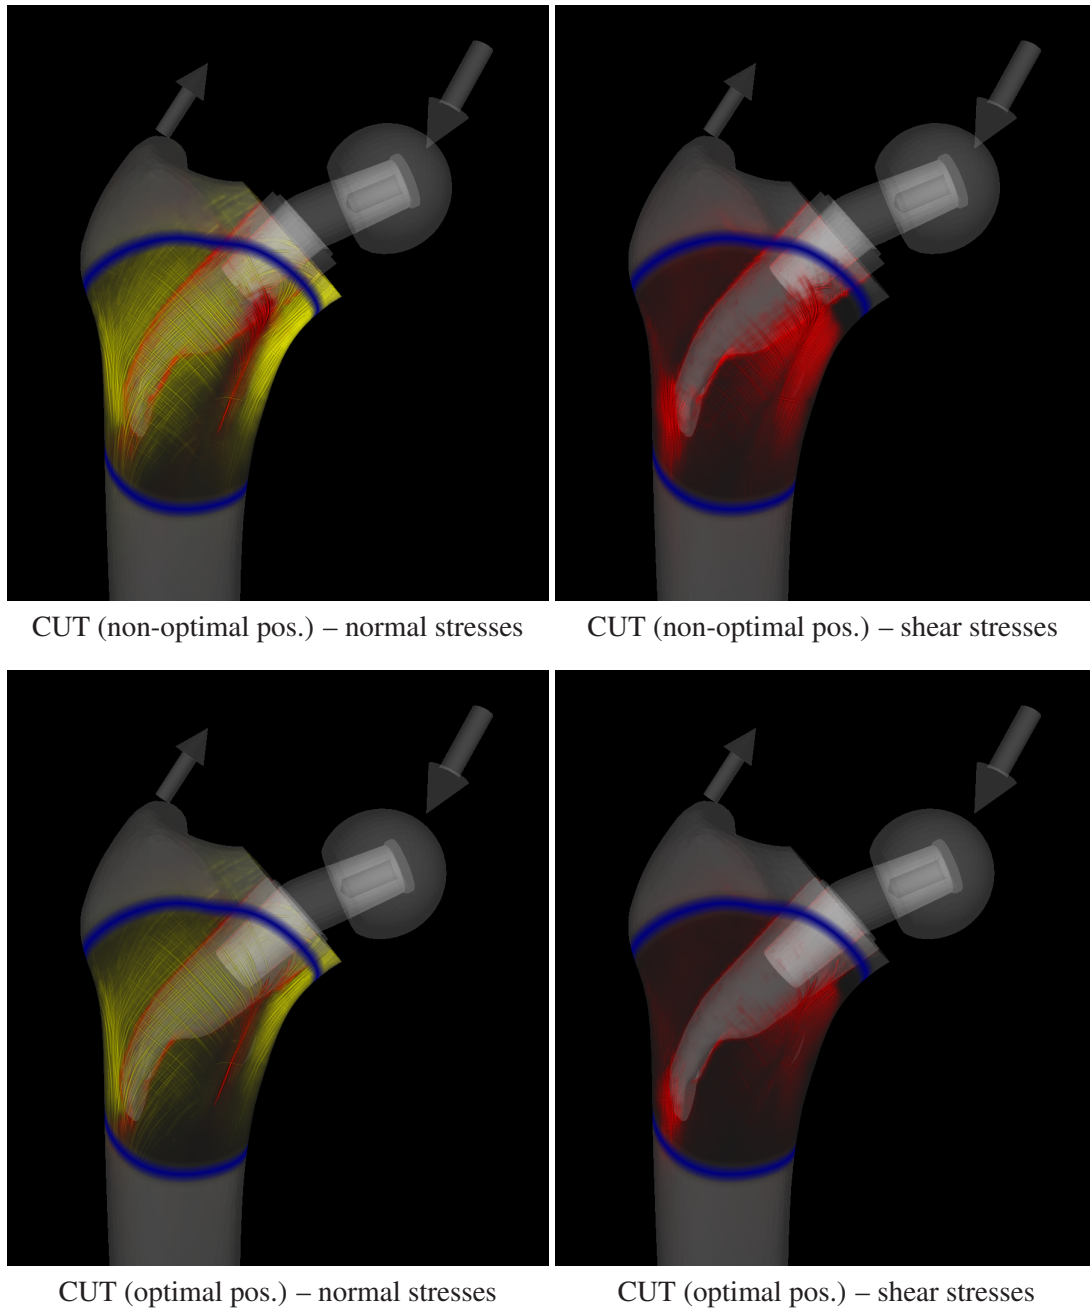 CUT (non-optimal pos.) – normal stresses
CUT (non-optimal pos.) – shear stresses
CUT (optimal pos.) – normal stresses
CUT (optimal pos.) – shear stresses